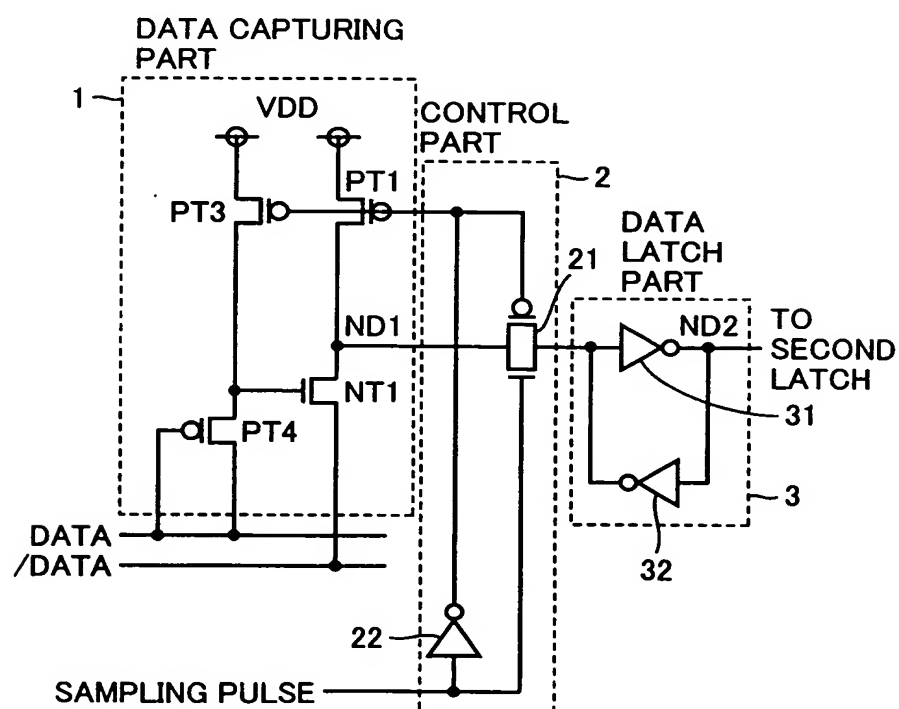 DATA CAPTURING
PART
1
VDD
CONTROL
PART
2
PT1
PT3
DATA
LATCH
PART
21
ND1
ND2
TO
SECOND
LATCH
NT1
PT4
31
3
32
DATA
/DATA
22
SAMPLING PULSE